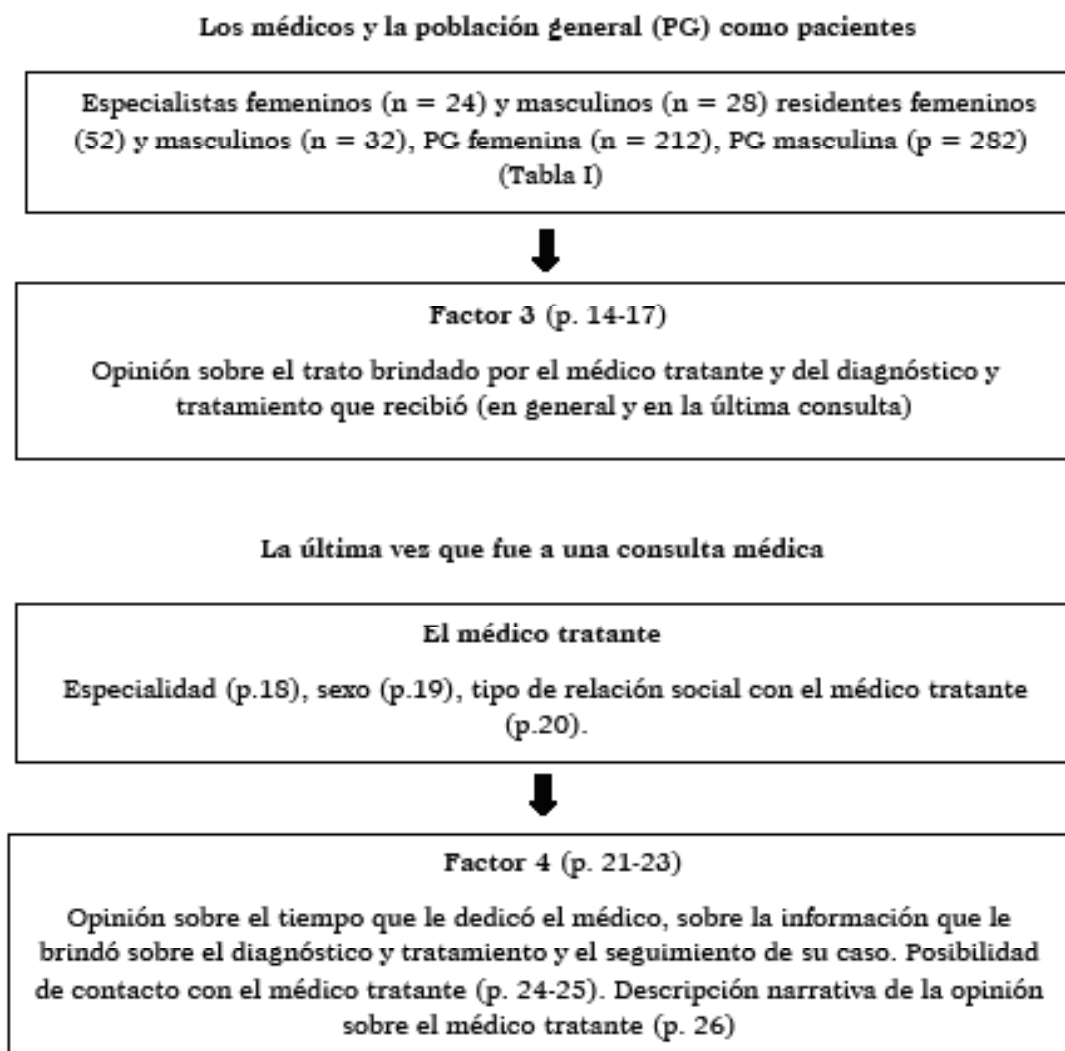 Los médicos y la población general (PG) como pacientes
Especialistas femeninos (n = 24) y masculinos (n = 28) residentes femeninos
(52) y masculinos (n = 32), PG femenina (n = 212), PG masculina (p = 282)
(Tabla I)
Factor 3 (p. 14-17)
Opinión sobre el trato brindado por el médico tratante y del diagnóstico y
tratamiento que recibió (en general y en la última consulta)
La última vez que fue a una consulta médica
El médico tratante
Especialidad (p.18), sexo (p.19), tipo de relación social con el médico tratante
(p.20).
Factor 4 (p. 21-23)
Opinión sobre el tiempo que le dedicó el médico, sobre la información que le
brindó sobre el diagnóstico y tratamiento y el seguimiento de su caso. Posibilidad
de contacto con el médico tratante (p. 24-25). Descripción narrativa de la opinión
sobre el médico tratante (p. 26)